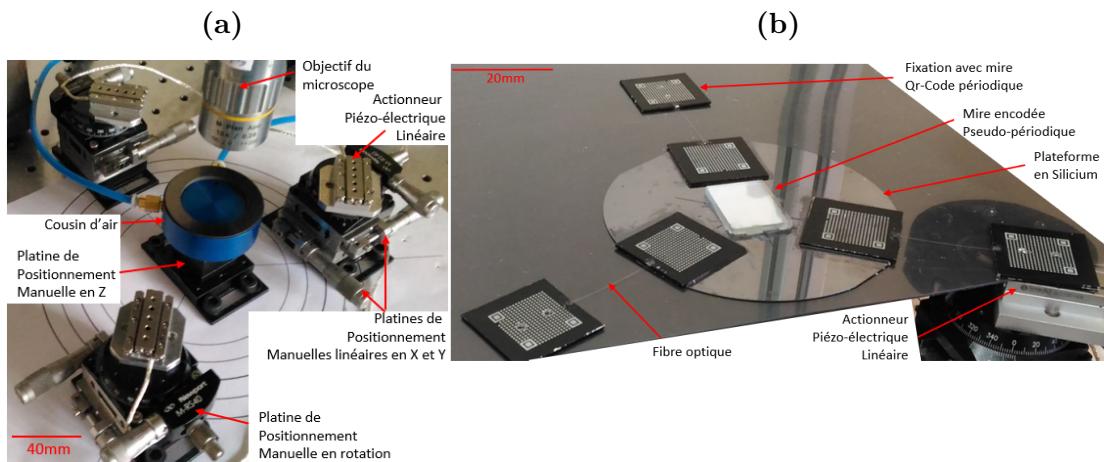 (a)
(b)
Objectif du
microscope
Actionneur
Piézo-électrique
Linéaire
Cousin d'air
Platine de
Positionnement
Manuelle en Z
Platines de
Positionnement
Manuelles linéaires en X et Y
Platine de
Positionnement
Manuelle en rotation
40mm
Newport
M-RS40
20mm
Fixation avec mire
Qr-Code périodique
Mire encodée
Pseudo-périodique
Plateforme
en Silicium
Fibre optique
Actionneur
Piézo-électrique
Linéaire